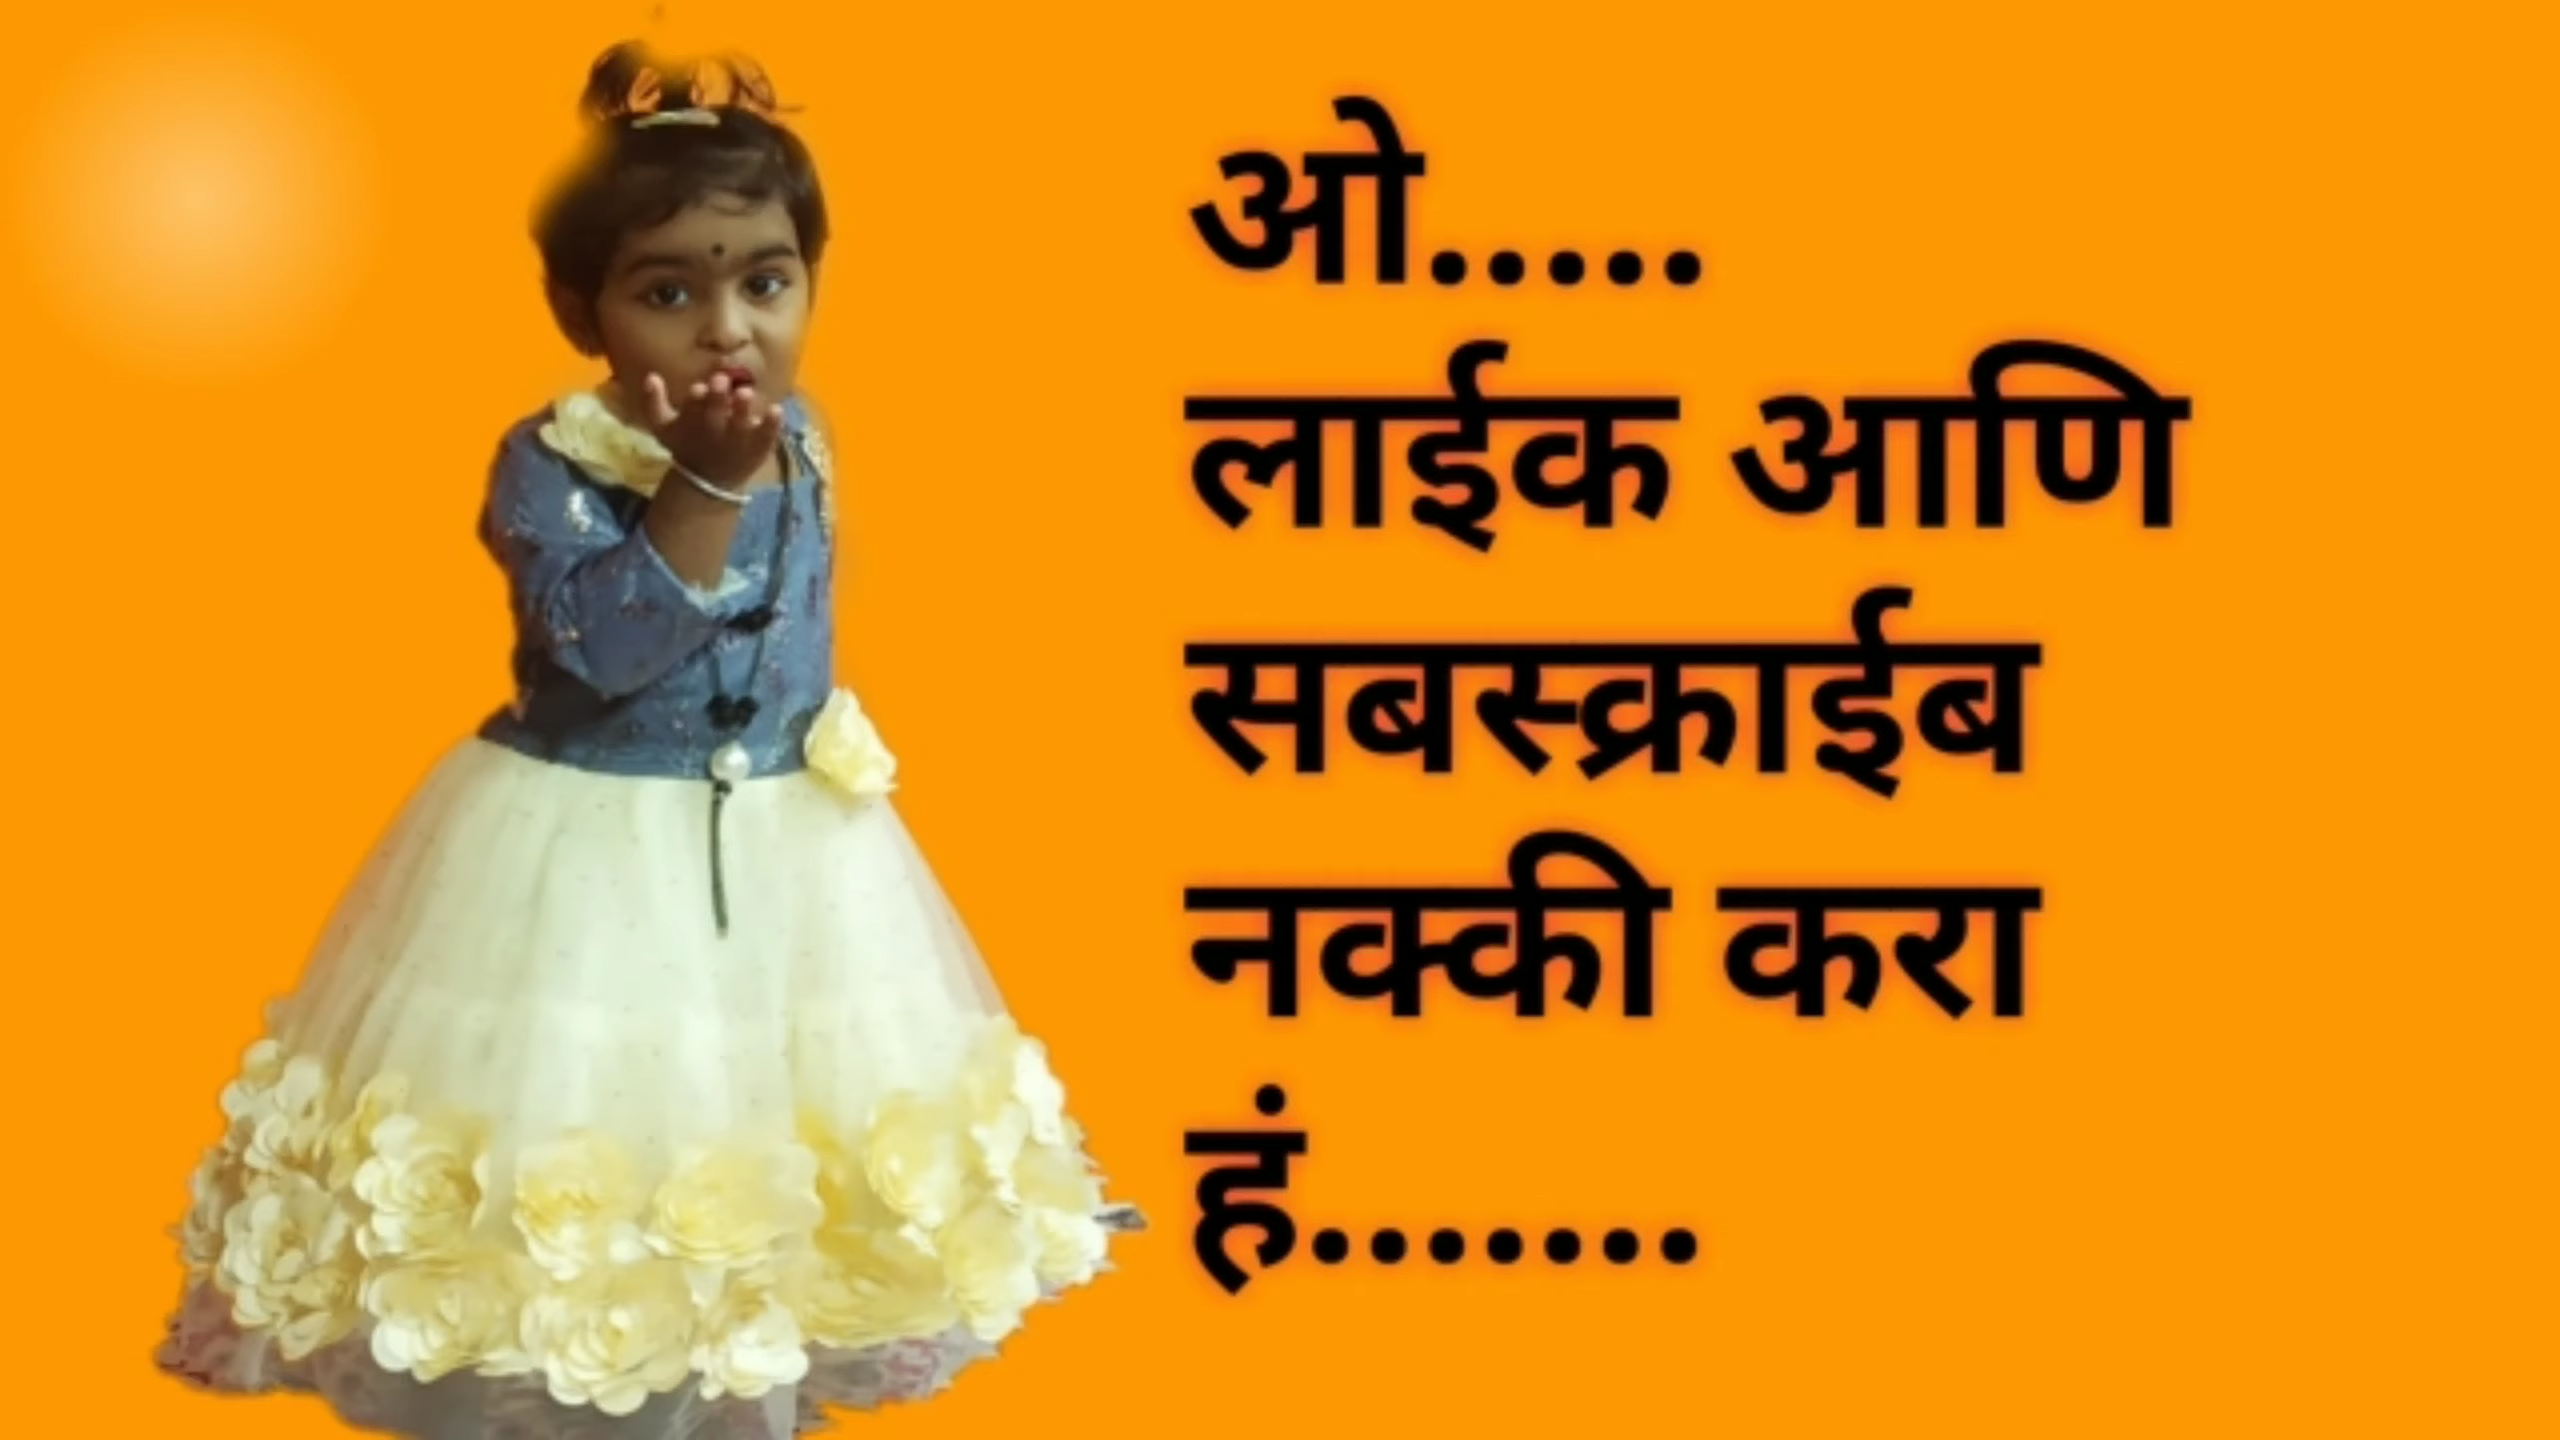 ओ.....
लाईक आणि
सबस्क्राईब
नक्की करा
हं.......